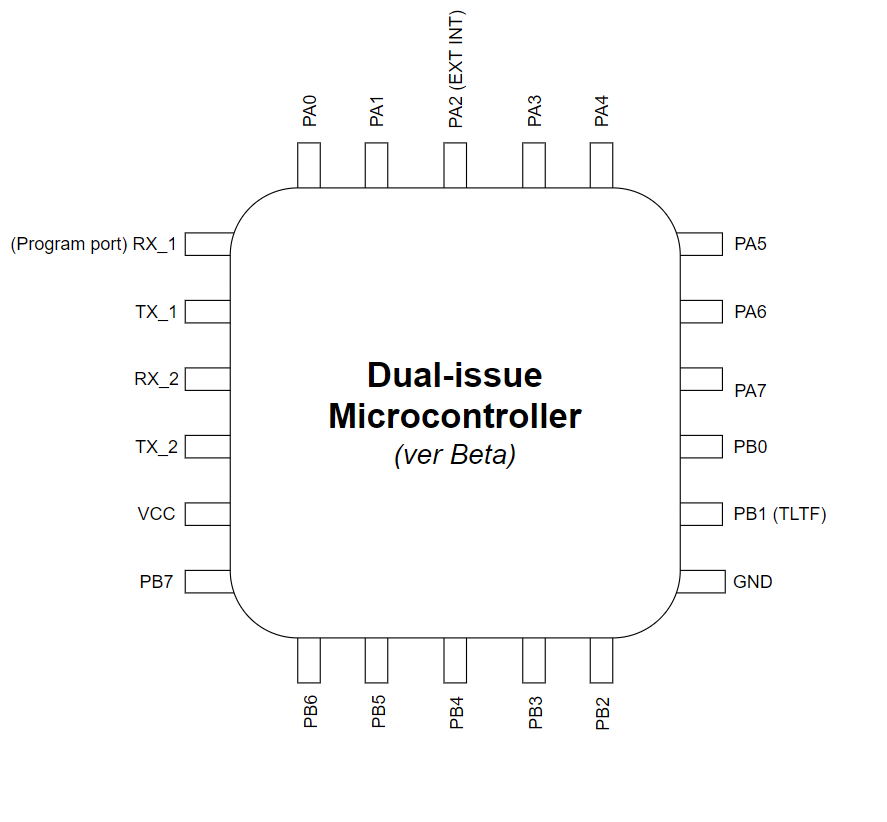 PA0
PA1
PA2 (EXT INT)
PA3
PA4
(Program port) RX_1
PA5
TX_1
PA6
RX_2
PA7
Dual-issue
Microcontroller
(ver Beta)
TX_2
PB0
VCC
PB1 (TLTF)
PB7
GND
PB6
PB5
PB4
PB3
PB2